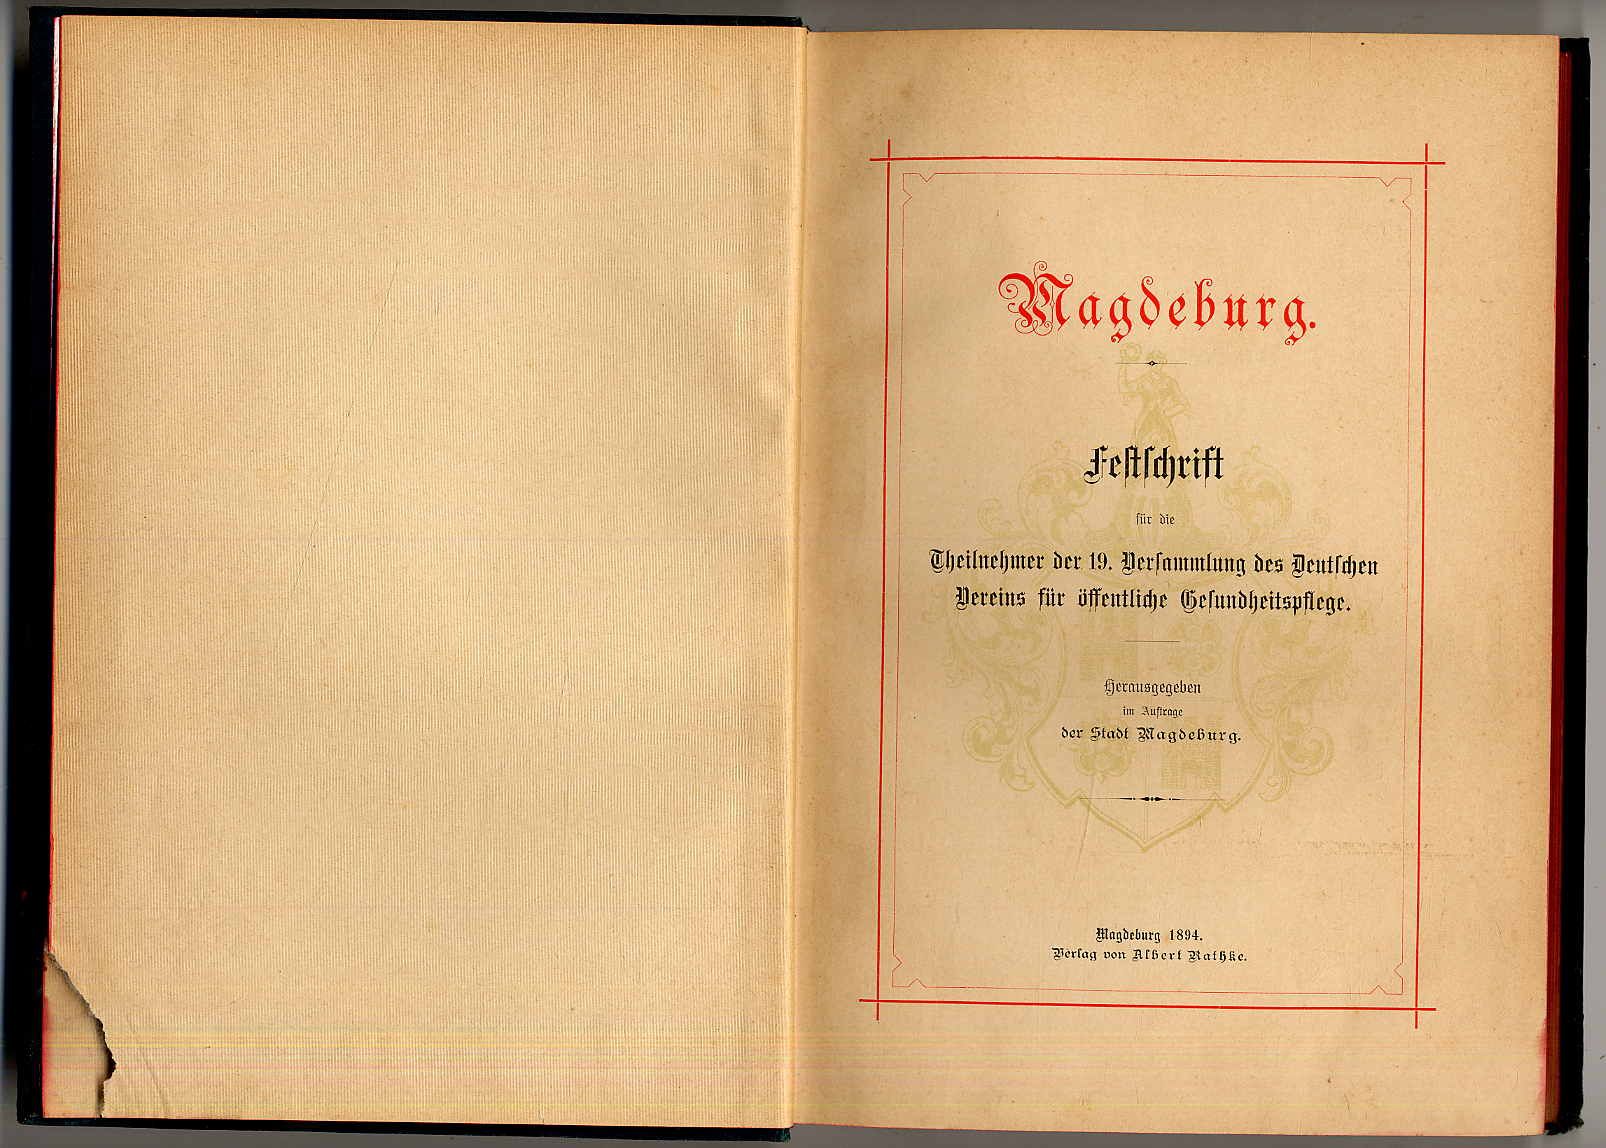 Magdeburg.
Festschrift
für die
Theilnehmer der 19. Versammlung des Deutschen
Vereins für öffentliche Gesundheitspflege.
Herausgegeben
im Auftrage
der Stadt Magdeburg.
Magdeburg 1894.
Verlag von Albert Rathke.